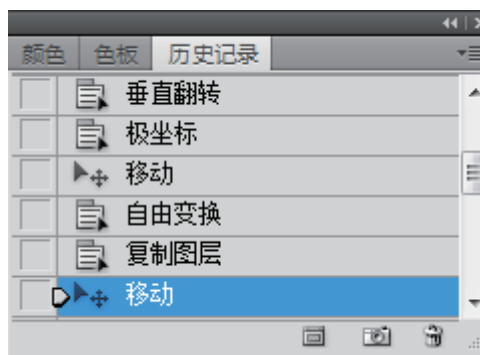 颜色 色板 历史记录
垂直翻转
极坐标
移动
自由变换
复制图层
移动